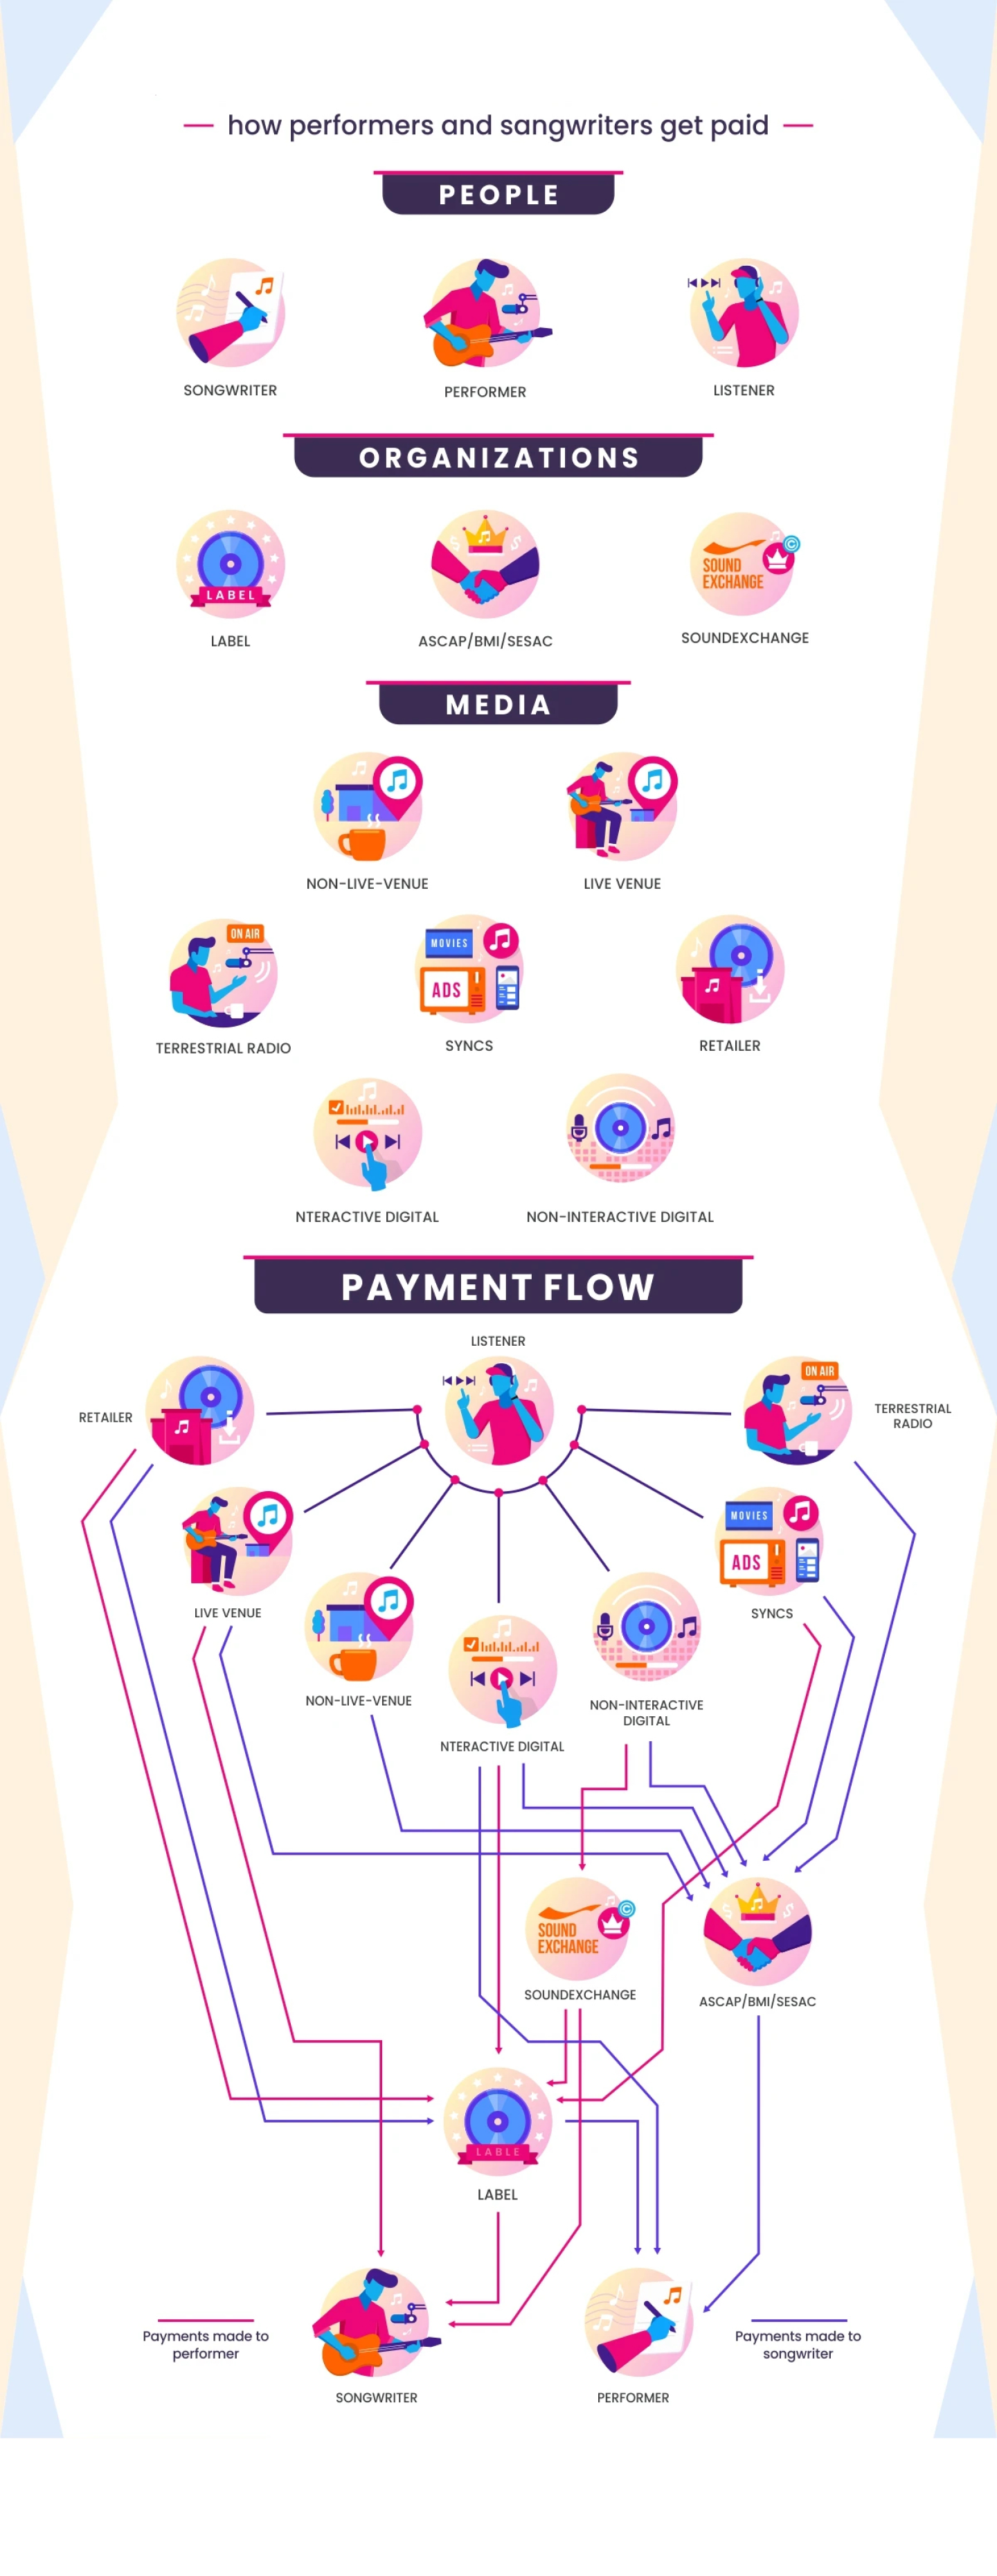 how performers and sangwriters get paid
PEOPLE
SONGWRITER
PERFORMER
LISTENER
ORGANIZATIONS
LABEL
SOUND
EXCHANGE
LABEL
ASCAP/BMI/SESAC
SOUNDEXCHANGE
MEDIA
NON-LIVE-VENUE
LIVE VENUE
ON AIR
MOVIES
ADS
TERRESTRIAL RADIO
SYNCS
RETAILER
NTERACTIVE DIGITAL
NON-INTERACTIVE DIGITAL
PAYMENT FLOW
LISTENER
ON AIR
RETAILER
TERRESTRIAL
RADIO
MOVIES
ADS
LIVE VENUE
SYNCS
NON-LIVE-VENUE
NON-INTERACTIVE
DIGITAL
NTERACTIVE DIGITAL
SOUND
EXCHANGE
SOUNDEXCHANGE
ASCAP/BMI/SESAC
LABLE
LABEL
Payments made to
performer
Payments made to
songwriter
SONGWRITER
PERFORMER